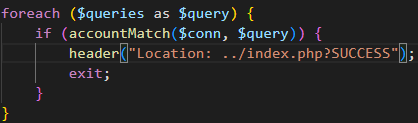 foreach ($queries as $query) {
    if (accountMatch($conn, $query)) {
        header("Location: ../index.php?SUCCESS");
        exit;
    }
}